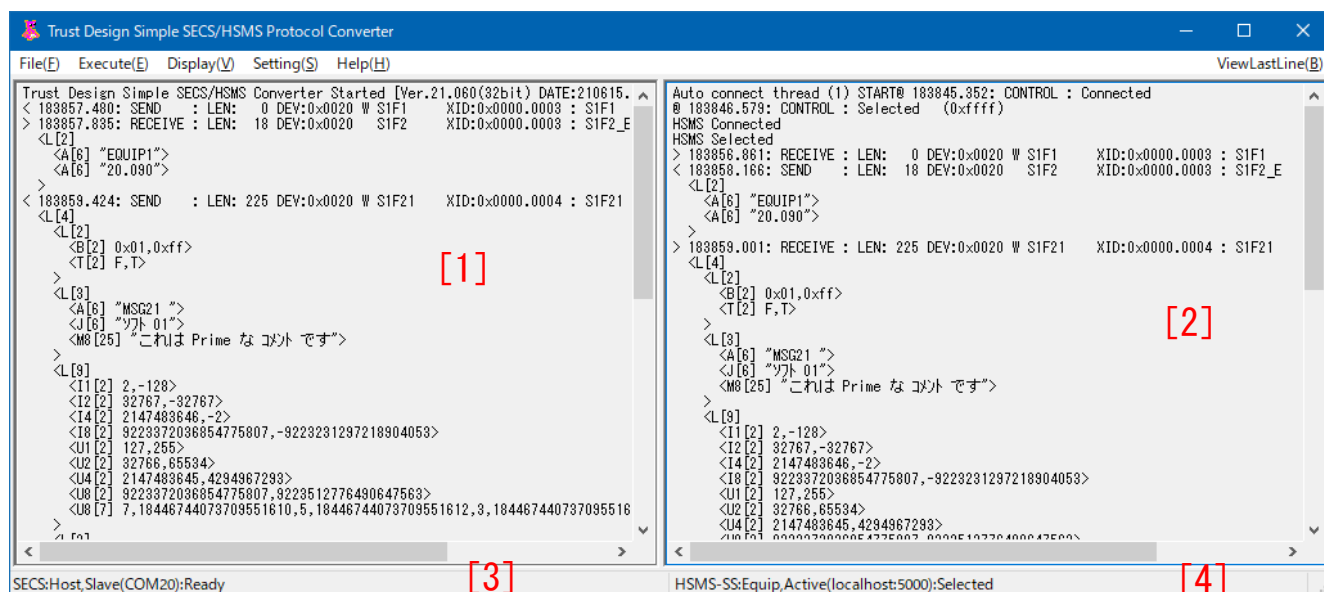 Trust Design Simple SECS/HSMS Protocol Converter
File(F) Execute(E) Display(V) Setting(S) Help(H) ViewLastLine(B)
Trust Design Simple SECS/HSMS Converter Started [Ver.21.060(32bit) DATE:210615.
< 183857.480: SEND : LEN: 0 DEV:0x0020 W S1F1 XID:0x0000.0003 : S1F1
> 183857.835: RECEIVE : LEN: 18 DEV:0x0020 S1F2 XID:0x0000.0003 : S1F2_E
<L[2]
<A[6] "EQUIP1">
<A[6] "20.090">
>
< 183859.424: SEND : LEN: 225 DEV:0x0020 W S1F21 XID:0x0000.0004 : S1F21
<L[4]
<L[2]
<B[2] 0x01,0xff>
<T[2] F,T>
>
<L[3]
<A[6] "MSG21 ">
<J[6] "ソフト 01">
<M8[25] "これは Prime な コメント です">
>
<L[9]
<I1[2] 2,-128>
<I2[2] 32767,-32767>
<I4[2] 2147483646,-2>
<I8[2] 9223372036854775807,-9223231297218904053>
<U1[2] 127,255>
<U2[2] 32766,65534>
<U4[2] 2147483645,4294967293>
<U8[2] 9223372036854775807,9223512776490647563>
<U8[7] 7,18446744073709551610,5,18446744073709551612,3,184467440737095516
>
[1]
Auto connect thread (1) START@ 183845.352: CONTROL : Connected
@ 183846.579: CONTROL : Selected (0xffff)
HSMS Connected
HSMS Selected
> 183856.861: RECEIVE : LEN: 0 DEV:0x0020 W S1F1 XID:0x0000.0003 : S1F1
< 183858.166: SEND : LEN: 18 DEV:0x0020 S1F2 XID:0x0000.0003 : S1F2_E
<L[2]
<A[6] "EQUIP1">
<A[6] "20.090">
>
> 183859.001: RECEIVE : LEN: 225 DEV:0x0020 W S1F21 XID:0x0000.0004 : S1F21
<L[4]
<L[2]
<B[2] 0x01,0xff>
<T[2] F,T>
>
<L[3]
<A[6] "MSG21 ">
<J[6] "ソフト 01">
<M8[25] "これは Prime な コメント です">
>
<L[9]
<I1[2] 2,-128>
<I2[2] 32767,-32767>
<I4[2] 2147483646,-2>
<I8[2] 9223372036854775807,-9223231297218904053>
<U1[2] 127,255>
<U2[2] 32766,65534>
<U4[2] 2147483645,4294967293>
[2]
SECS:Host,Slave(COM20):Ready
[3]
HSMS-SS:Equip,Active(localhost:5000):Selected
[4]